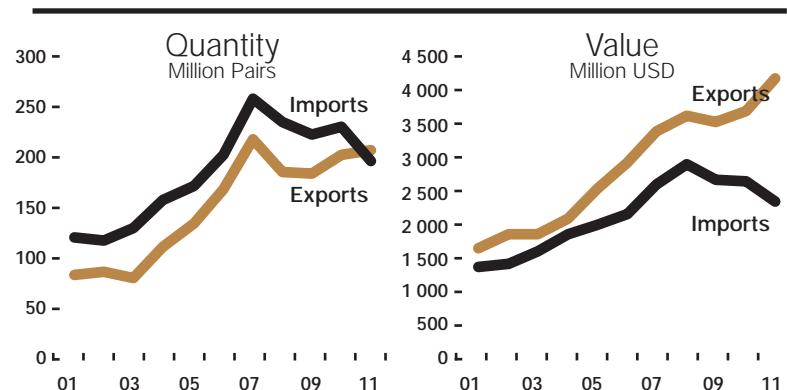 Quantity
Million Pairs
300
250
200
150
100
50
0
Imports
Exports
01 03 05 07 09 11
Value
Million USD
4 500
4 000
3 500
3 000
2 500
2 000
1 500
1 000
500
0
Exports
Imports
01 03 05 07 09 11